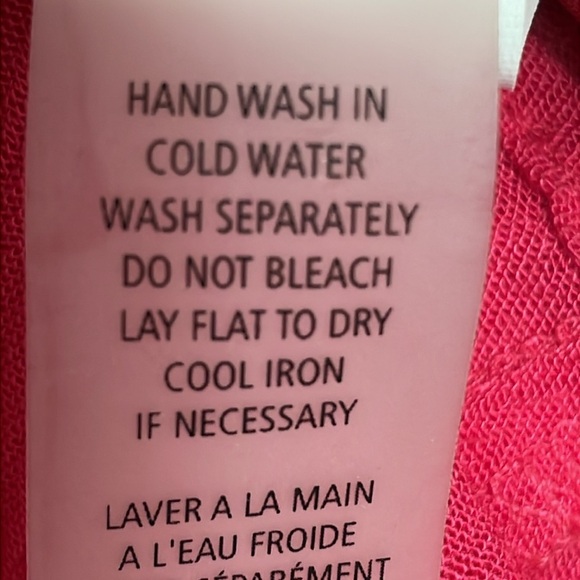 HAND WASH IN
COLD WATER
WASH SEPARATELY
DO NOT BLEACH
LAY FLAT TO DRY
COOL IRON
IF NECESSARY
LAVER A LA MAIN
A L'EAU FROIDE
SÉPARÉMENT